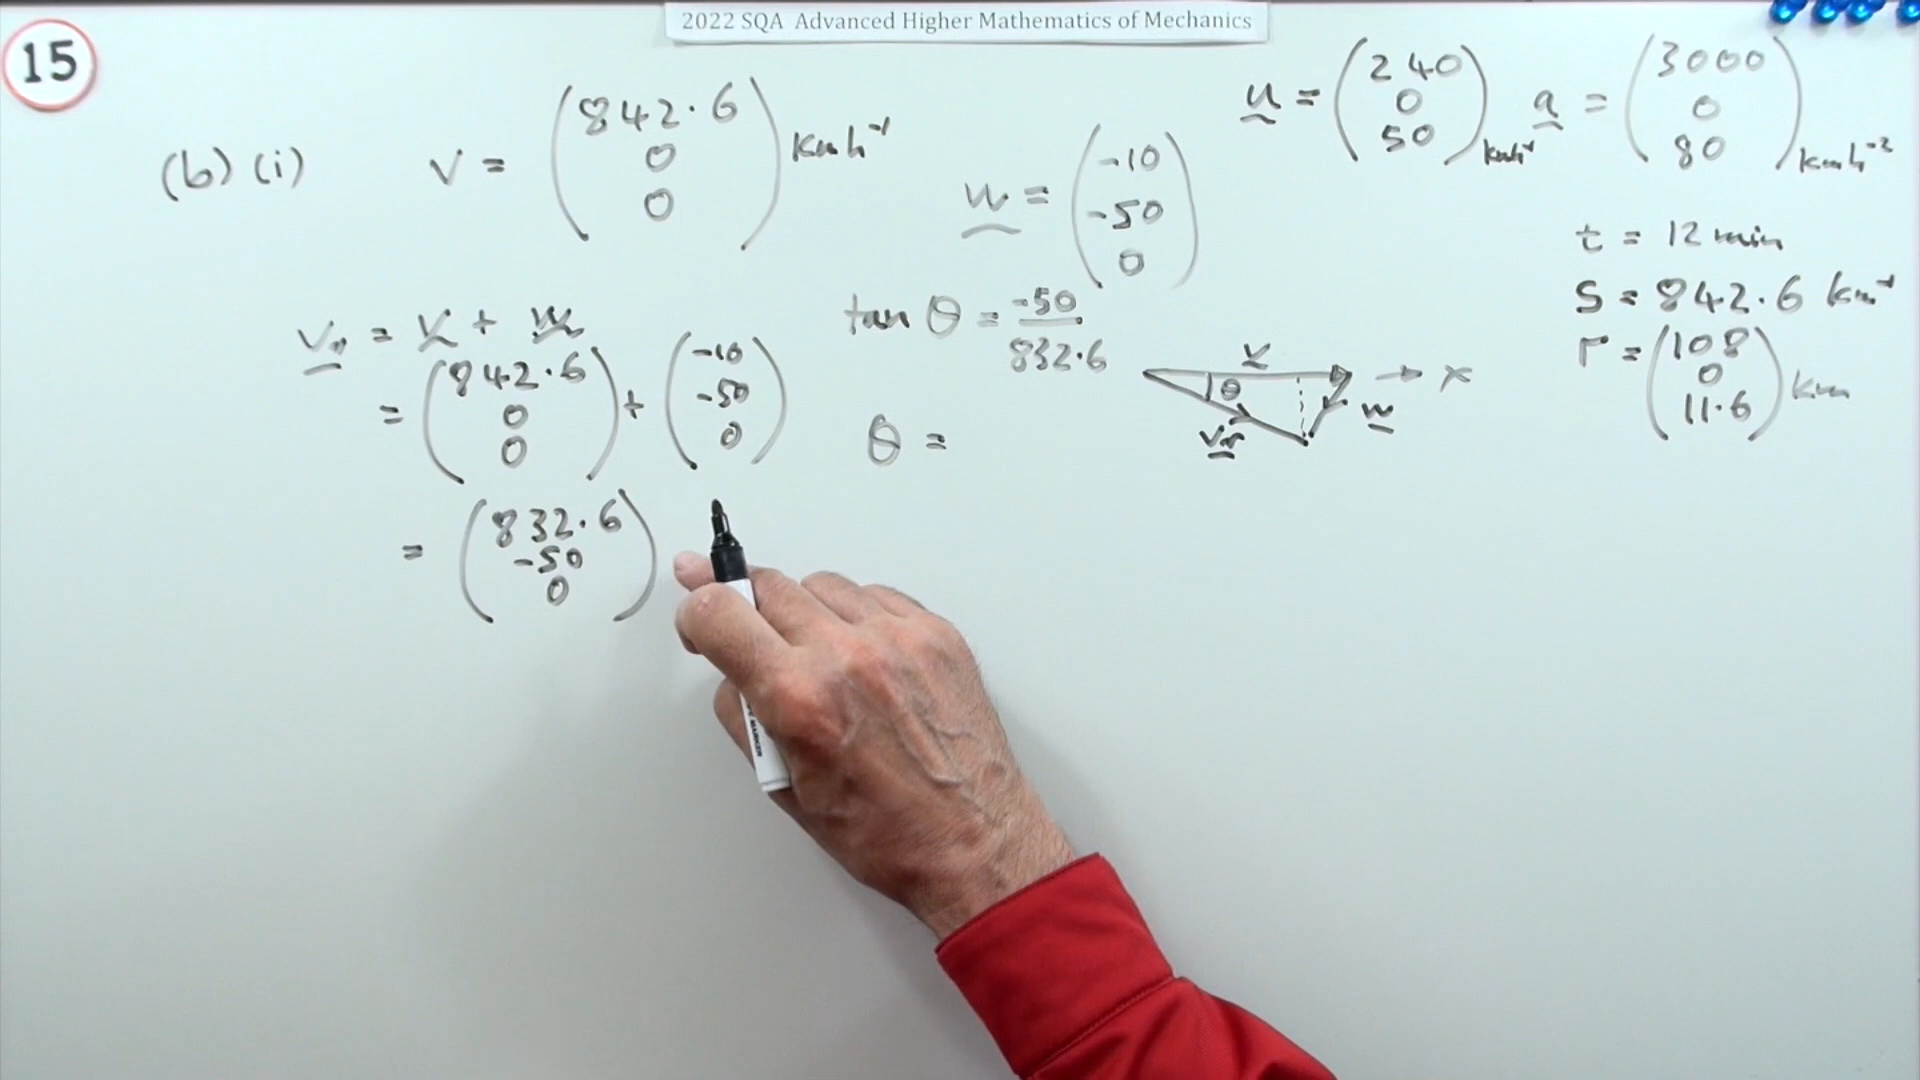 2022 SQA Advanced Higher Mathematics of Mechanics
15
(b) (i)
v = (842.6
0
0) kmh⁻¹
w = (-10
-50
0)
u = (240
0
50) kmh⁻¹
a = (3000
0
80) kmh⁻²
t = 12 min
S = 842.6 km⁻¹
r = (108
0
11.6) km
= v + w
= (842.6
0
0) + (-10
-50
0)
= (832.6
-50
0)
tan θ = -50/832.6
θ =
v
x
θ
w
MARKER